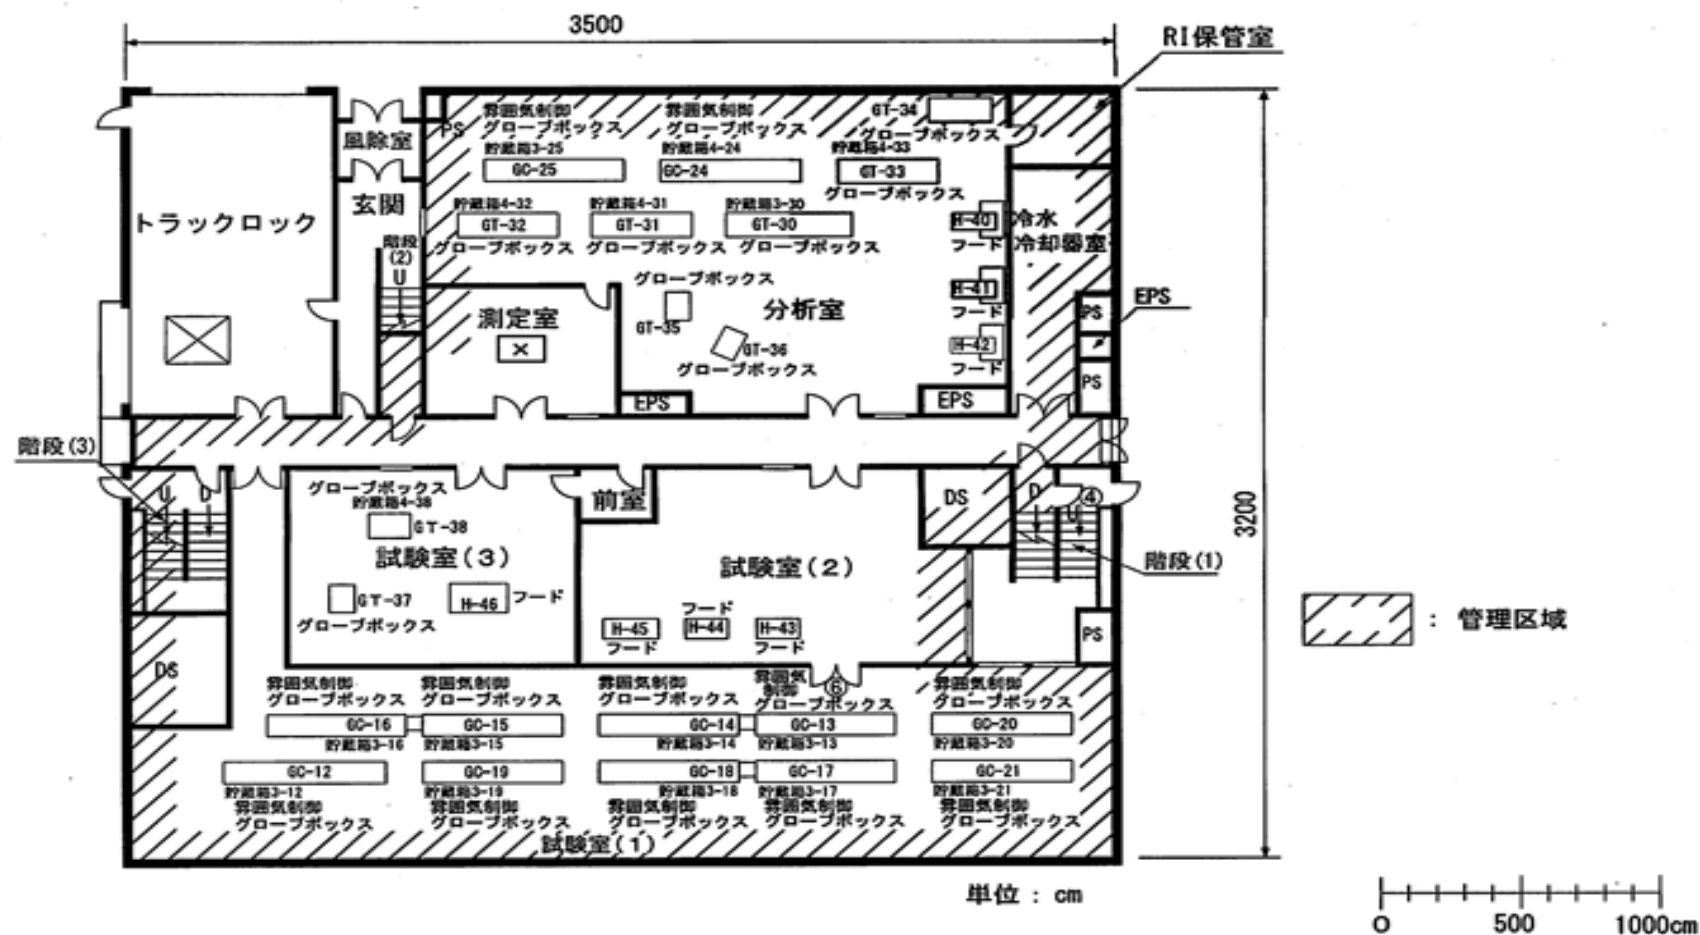 3500
RI保管室
雰囲気制御
グローブボックス
雰囲気制御
グローブボックス
GT-34
グローブボックス
PS
風除室
貯蔵箱3-25
GC-25
貯蔵箱4-24
GC-24
貯蔵箱4-33
GT-33
グローブボックス
トラックロック
玄関
貯蔵箱4-32
GT-32
グローブボックス
貯蔵箱4-31
GT-31
グローブボックス
貯蔵箱3-30
GT-30
グローブボックス
H-40
フード
冷水
冷却器室
階段
(2)
U
グローブボックス
GT-35
分析室
H-41
フード
PS
EPS
測定室
GT-36
グローブボックス
H-42
フード
PS
EPS
EPS
階段(3)
U
D
グローブボックス
貯蔵箱4-38
GT-38
試験室(3)
前室
DS
D
U
④
3200
試験室(2)
階段(1)
GT-37
グローブボックス
H-46
フード
フード
H-45
フード
H-44
H-43
フード
PS
:管理区域
DS
雰囲気制御
グローブボックス
GC-16
貯蔵箱3-16
雰囲気制御
グローブボックス
GC-15
貯蔵箱3-15
雰囲気制御
グローブボックス
GC-14
貯蔵箱3-14
雰囲気
制御
グローブボックス
⑥
GC-13
貯蔵箱3-13
雰囲気制御
グローブボックス
GC-20
貯蔵箱3-20
GC-12
貯蔵箱3-12
雰囲気制御
グローブボックス
GC-19
貯蔵箱3-19
雰囲気制御
グローブボックス
GC-18
貯蔵箱3-18
雰囲気制御
グローブボックス
GC-17
貯蔵箱3-17
雰囲気制御
グローブボックス
GC-21
貯蔵箱3-21
雰囲気制御
グローブボックス
試験室(1)
単位:cm
0
500
1000cm